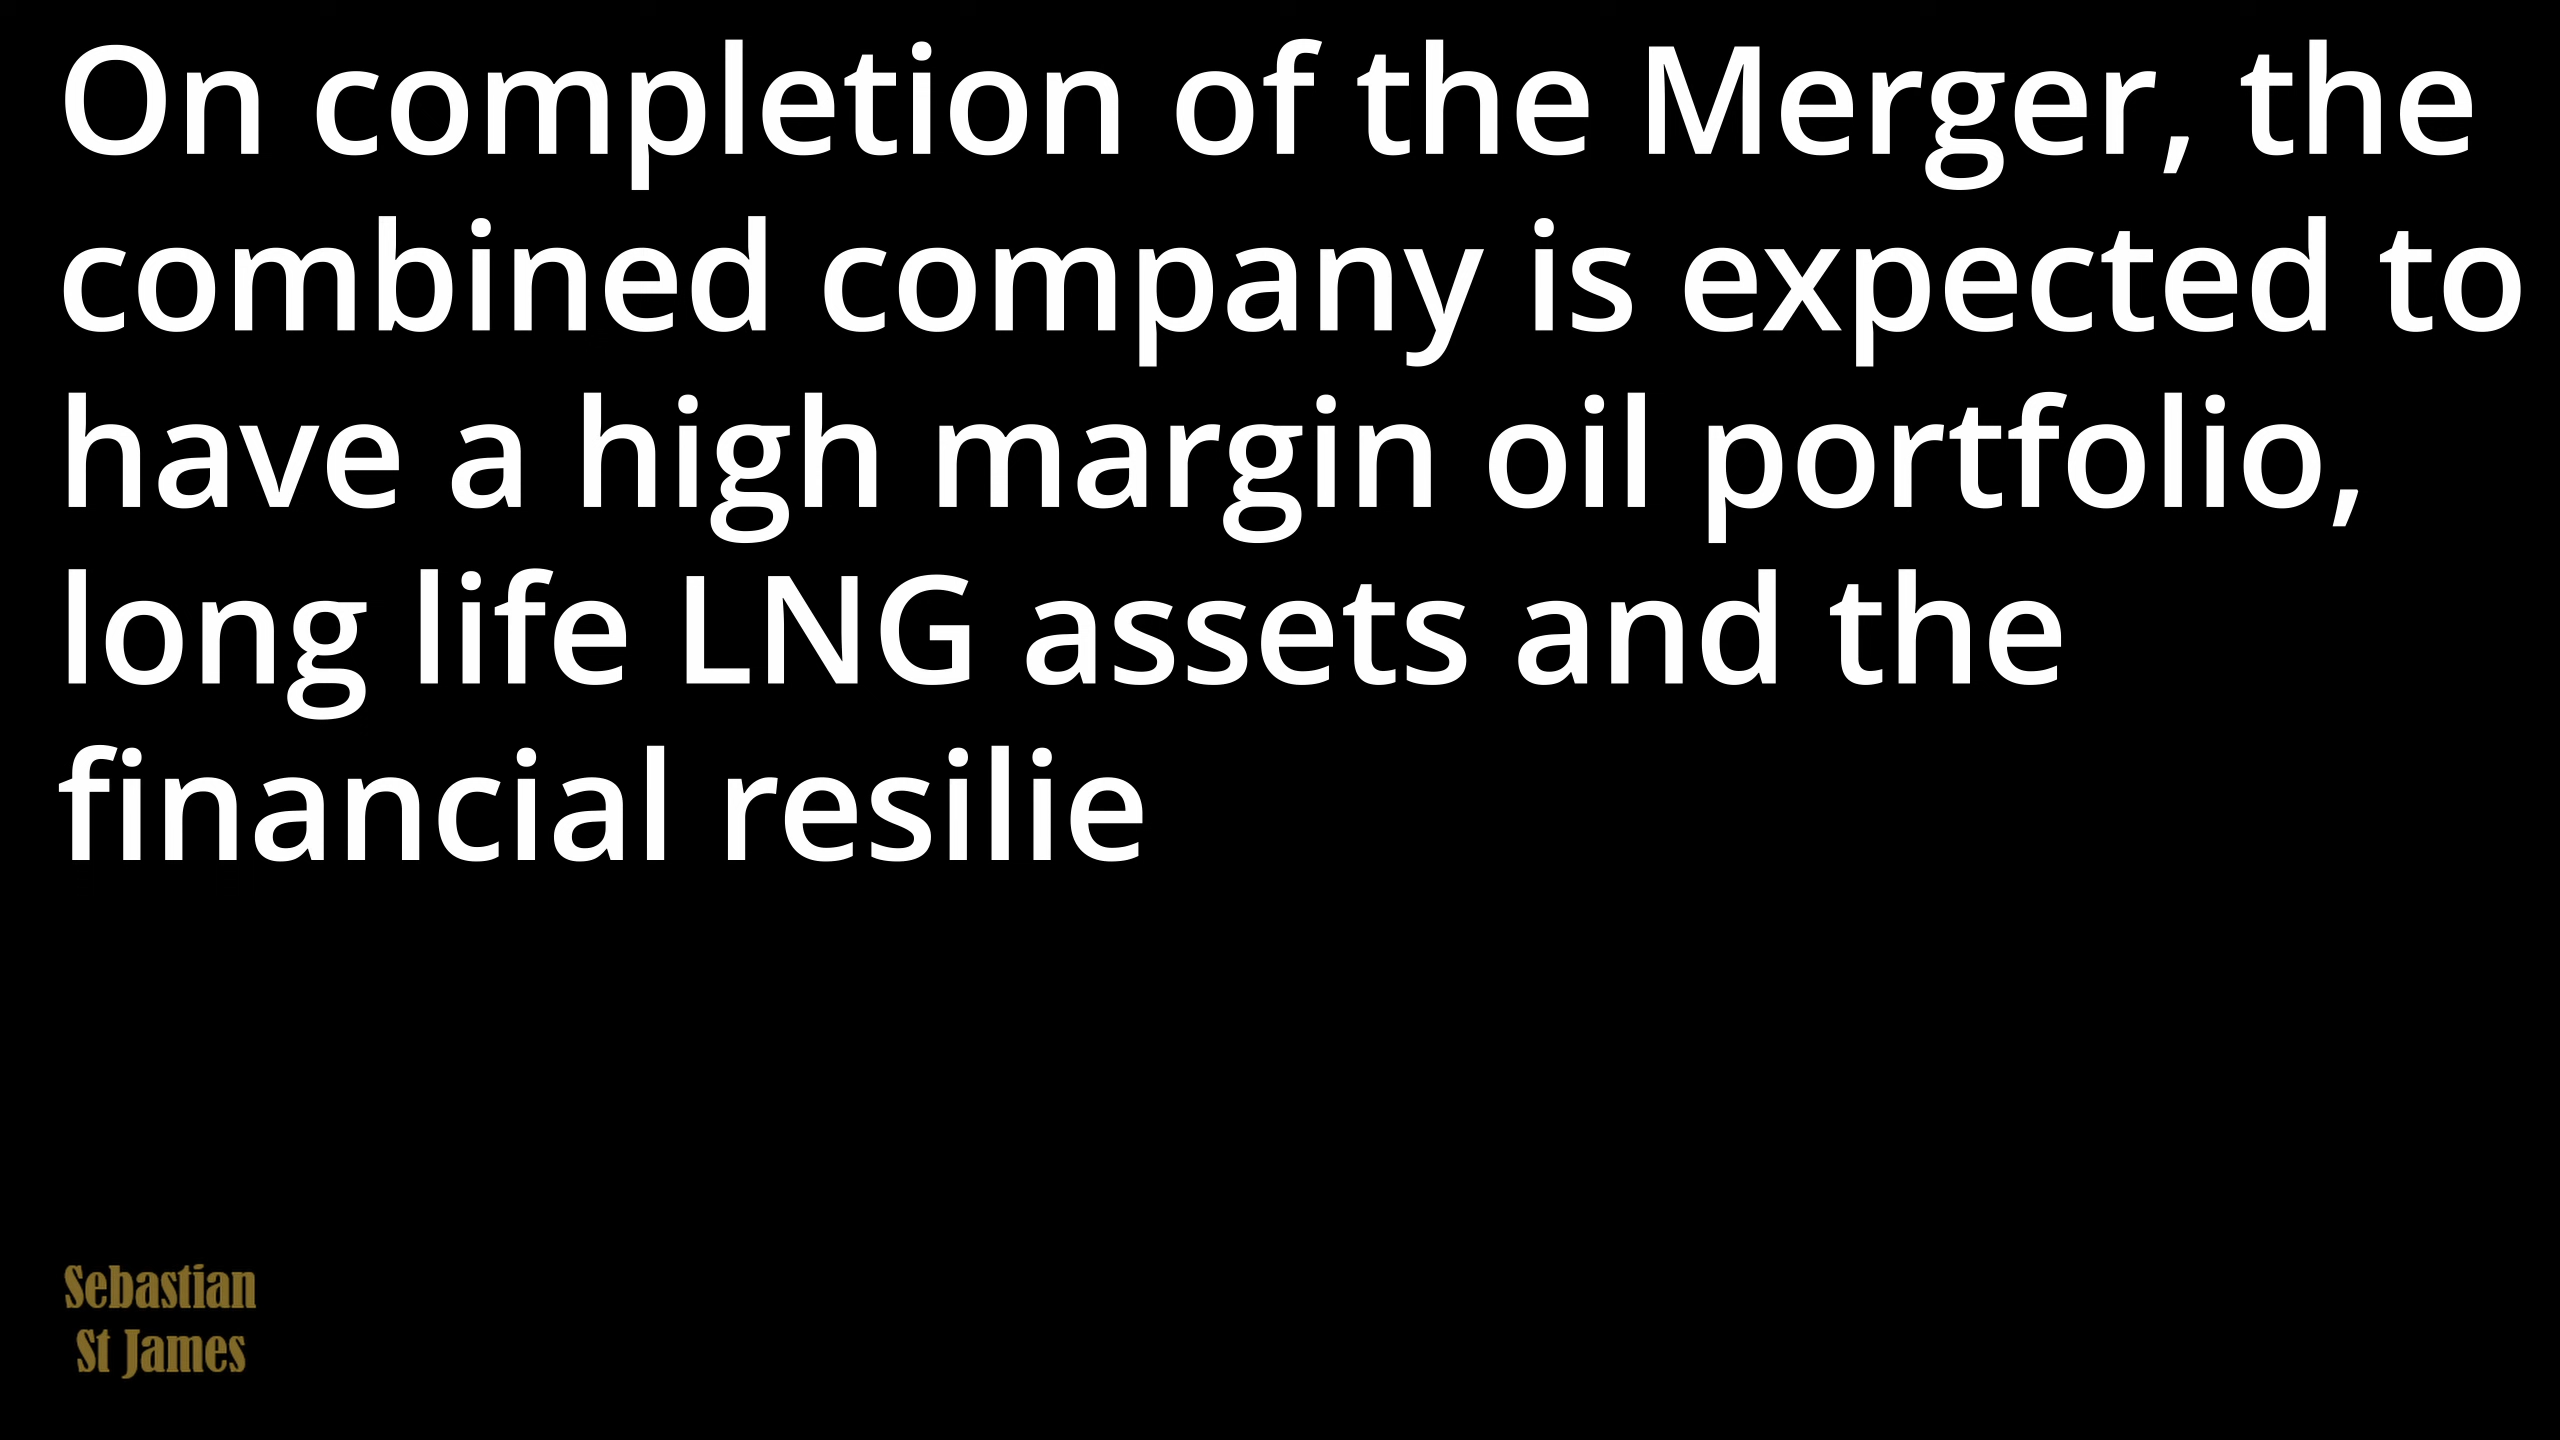 On completion of the Merger, the
combined company is expected to
have a high margin oil portfolio,
long life LNG assets and the
financial resilie
Sebastian
St James